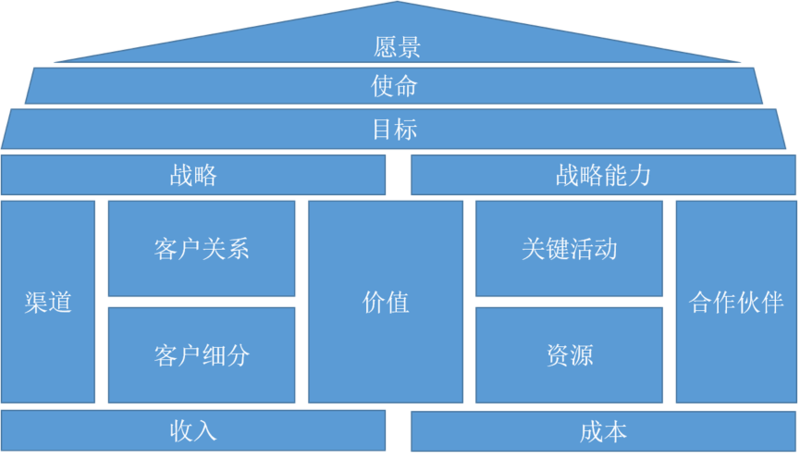 愿景
使命
目标
战略
战略能力
渠道
客户关系
客户细分
价值
关键活动
资源
合作伙伴
收入
成本